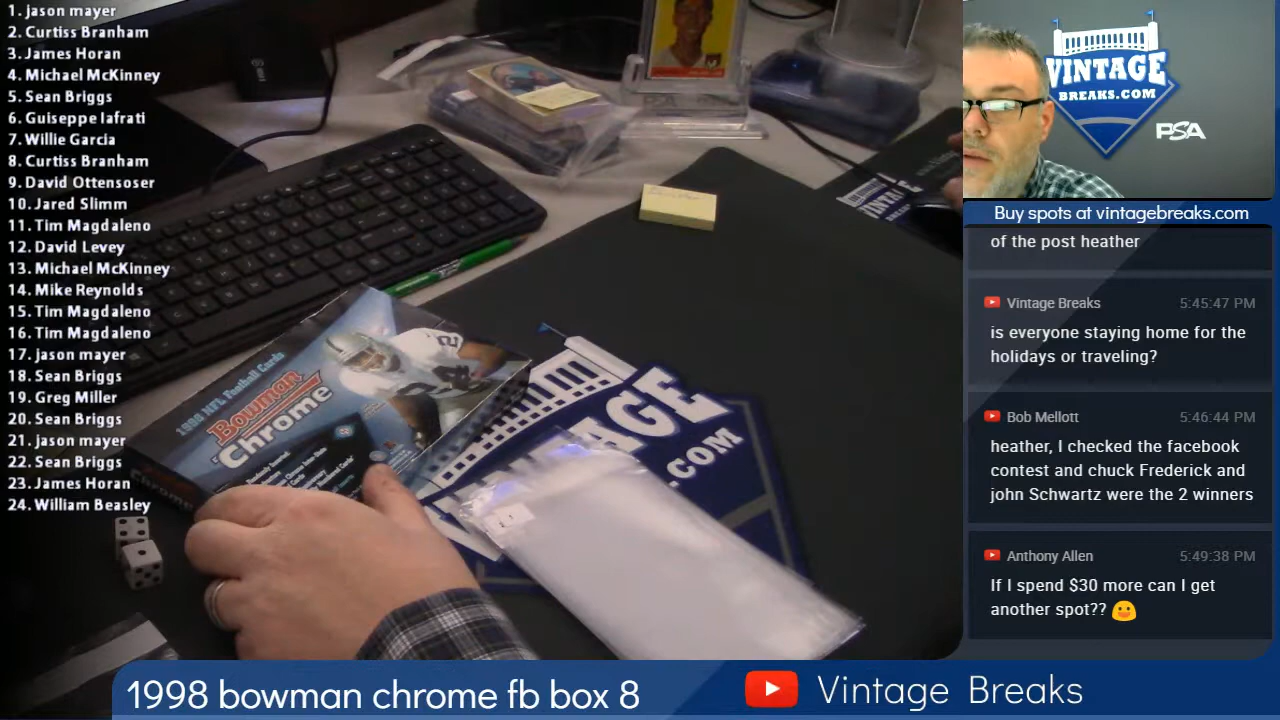 1. jason mayer
2. Curtiss Branham
3. James Horan
4. Michael McKinney
5. Sean Briggs
6. Guiseppe Iafrati
7. Willie Garcia
8. Curtiss Branham
9. David Ottensoser
10. Jared Slimm
11. Tim Magdaleno
12. David Levey
13. Michael McKinney
14. Mike Reynolds
15. Tim Magdaleno
16. Tim Magdaleno
17. jason mayer
18. Sean Briggs
19. Greg Miller
20. Sean Briggs
21. jason mayer
22. Sean Briggs
23. James Horan
24. William Beasley
1998 NFL Football Cards
BOWMAN
Chrome
VINTAGE
.COM
VINTAGE
BREAKS.COM
PSA
Buy spots at vintagebreaks.com
of the post heather
Vintage Breaks 5:45:47 PM
is everyone staying home for the
holidays or traveling?
Bob Mellott 5:46:44 PM
heather, I checked the facebook
contest and chuck Frederick and
john Schwartz were the 2 winners
Anthony Allen 5:49:38 PM
If I spend $30 more can I get
another spot??
1998 bowman chrome fb box 8
Vintage Breaks